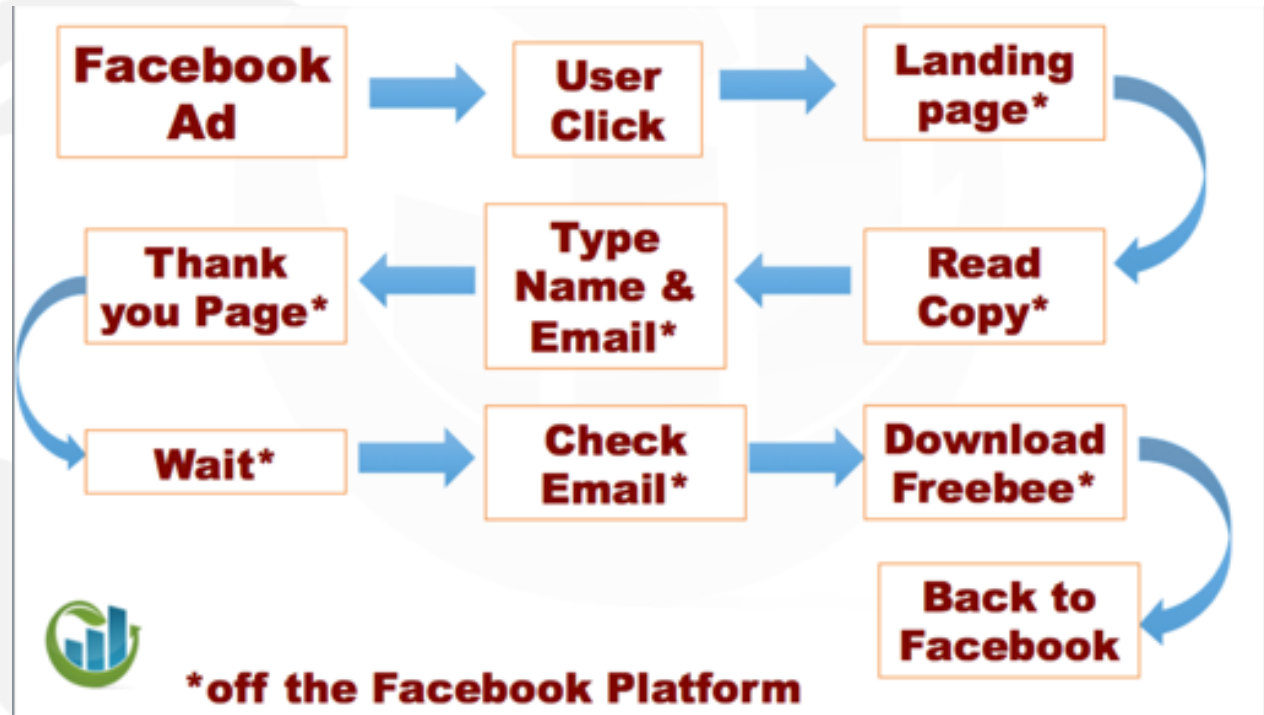 Facebook
Ad
User
Click
Landing
page*
Read
Copy*
Type
Name &
Email*
Thank
you Page*
Wait*
Check
Email*
Download
Freebee*
Back to
Facebook
*off the Facebook Platform